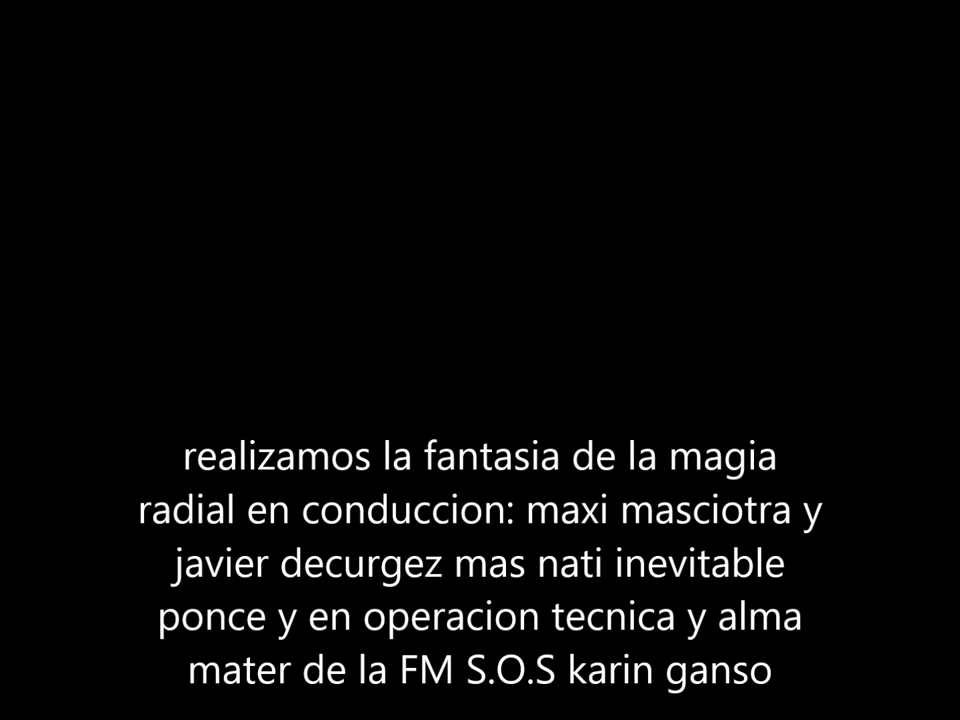 realizamos la fantasia de la magia
radial en conduccion: maxi masciotra y
javier decurgez mas nati inevitable
ponce y en operacion tecnica y alma
mater de la FM S.O.S karin ganso